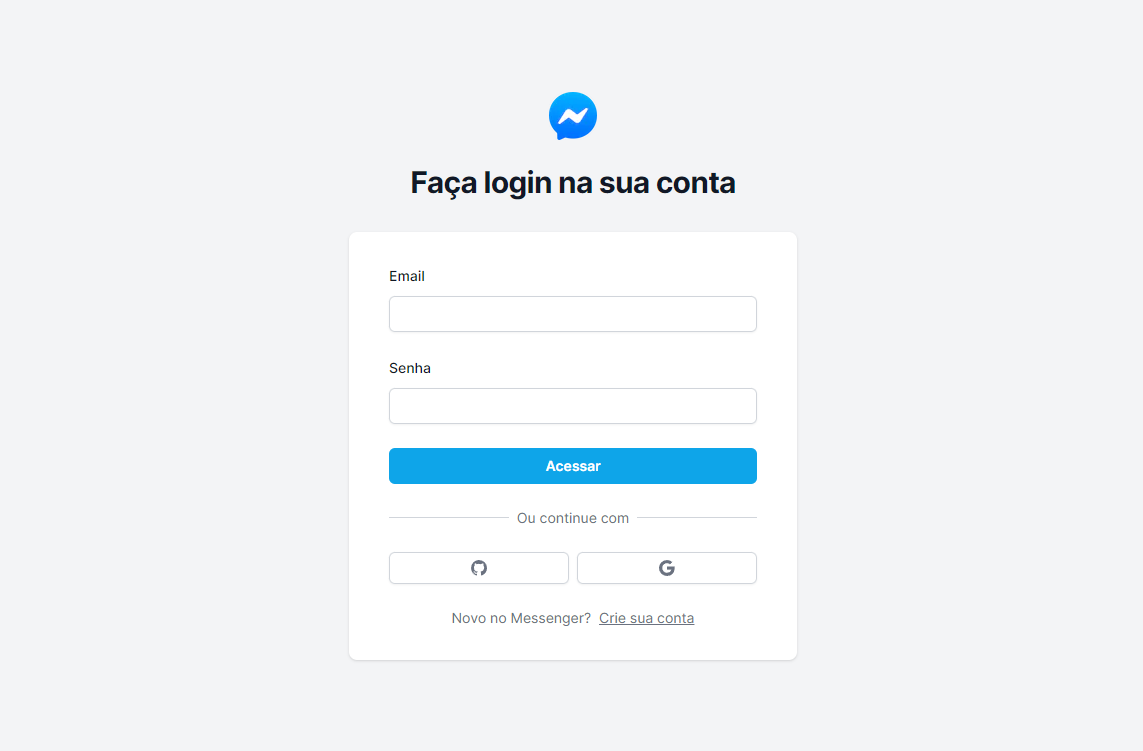 Faça login na sua conta
Email
Senha
Acessar
Ou continue com
Novo no Messenger? Crie sua conta